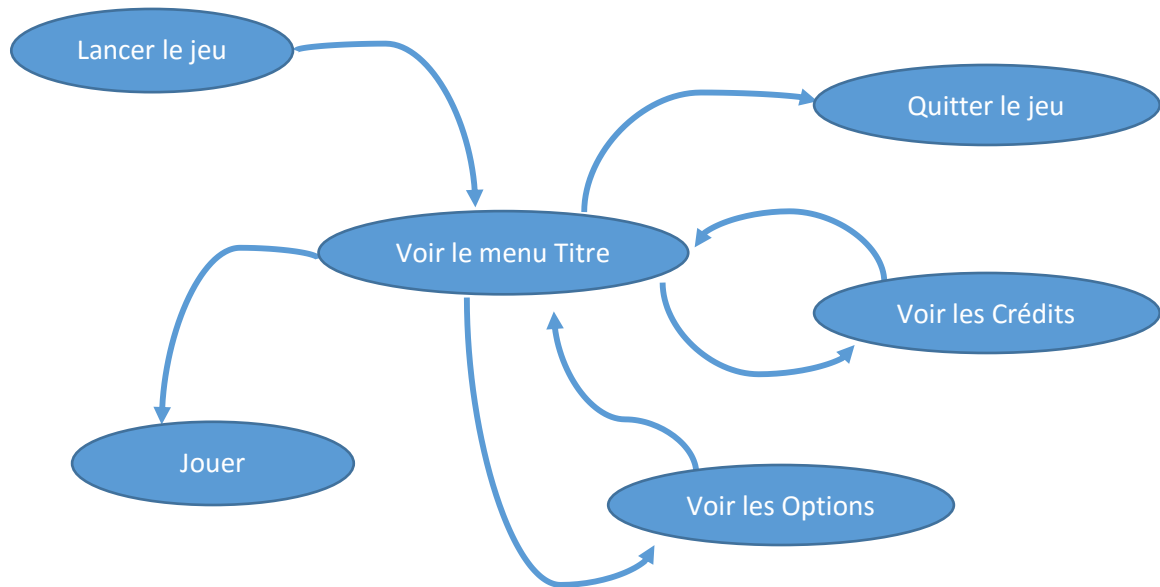 Lancer le jeu
Quitter le jeu
Voir le menu Titre
Voir les Crédits
Jouer
Voir les Options